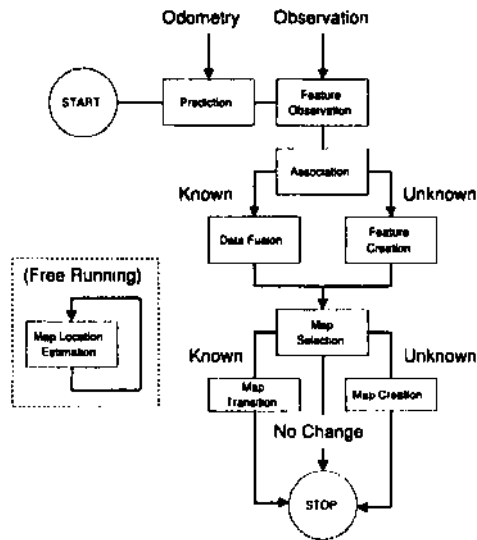 Odometry
Observation
START
Prediction
Feature
Observation
Association
Known
Unknown
Data Fusion
Feature
Creation
(Free Running)
Map Location
Estimation
Map
Selection
Known
Unknown
Map
Transition
Map Creation
No Change
STOP